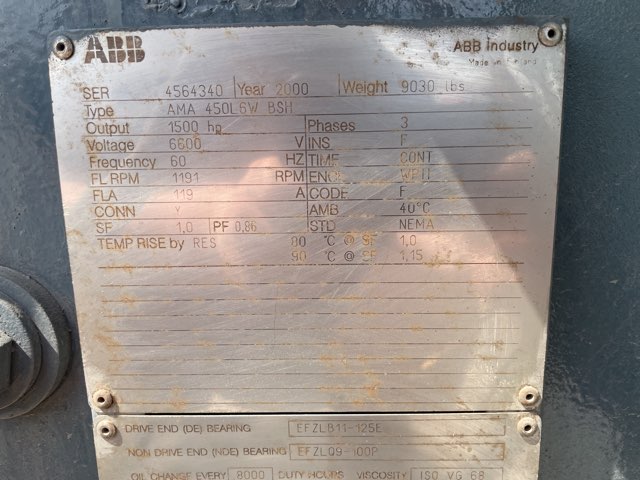 ABB ABB Industry
Made in Finland
SER 4564340 Year 2000 Weight 9030 lbs
Type AMA 450L6W BSH
Output 1500 hp Phases 3
Voltage 6600 V INS F
Frequency 60 HZ TIME CONT
FL RPM 1191 RPM ENCL WPII
FLA 119 A CODE F
CONN Y AMB 40°C
SF 1,0 PF 0,86 STD NEMA
TEMP RISE by RES 80 °C @ SF 1,0
90 °C @ SF 1,15
DRIVE END (DE) BEARING EFZLB11-125E
NON DRIVE END (NDE) BEARING EFZLQ9-100P
OIL CHANGE EVERY 8000 DUTY HOURS VISCOSITY ISO VG 68